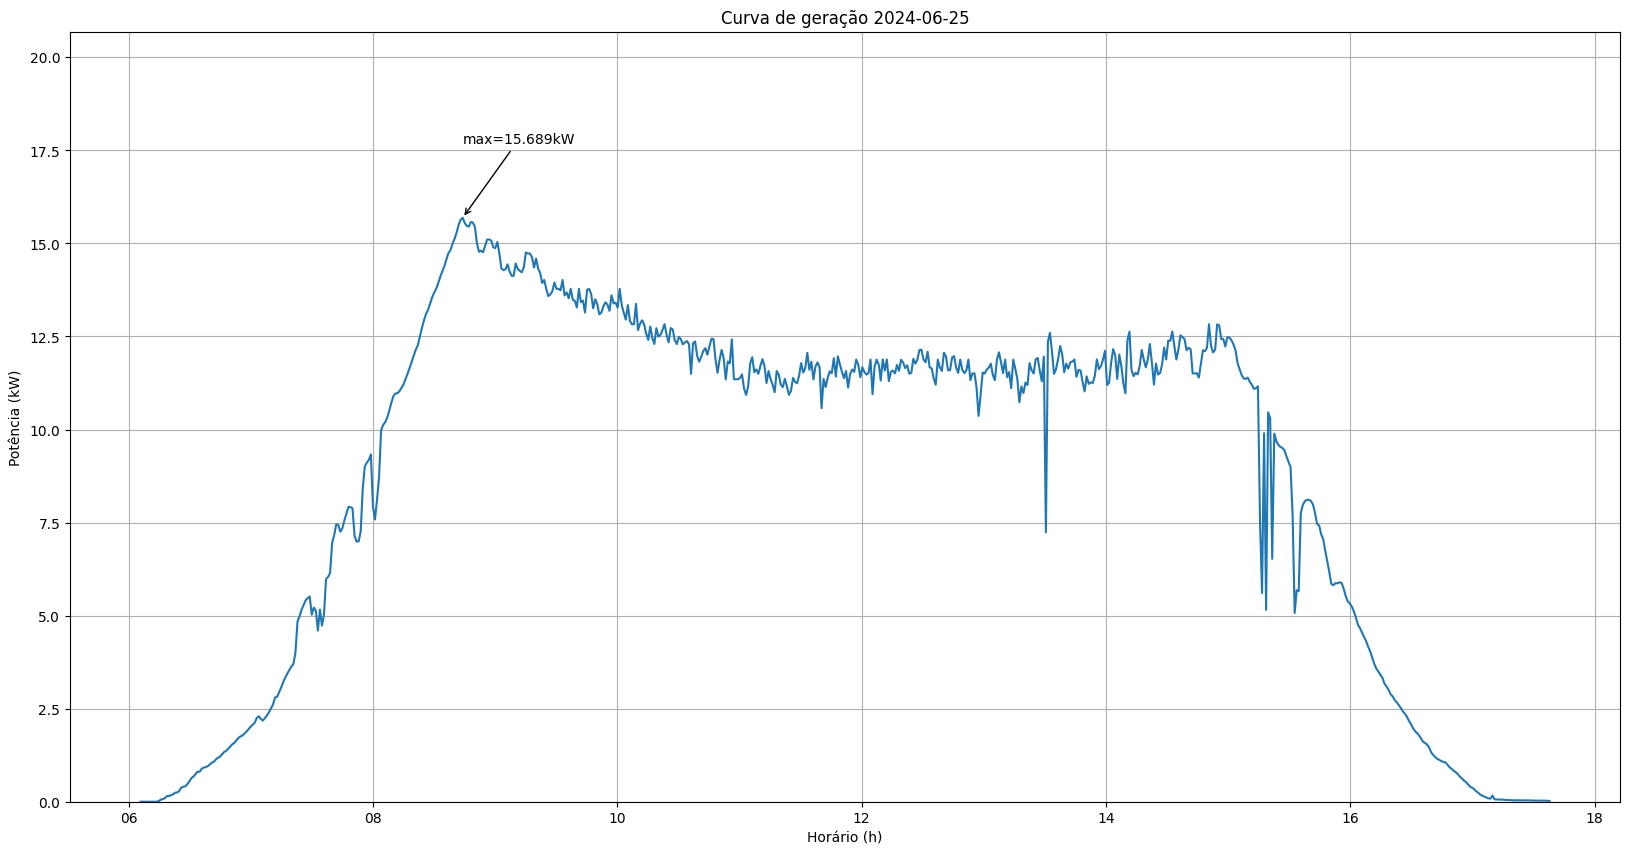 Curva de geração 2024-06-25
20.0
17.5
15.0
12.5
10.0
7.5
5.0
2.5
0.0
Potência (kW)
max=15.689kW
06 08 10 12 14 16 18
Horário (h)